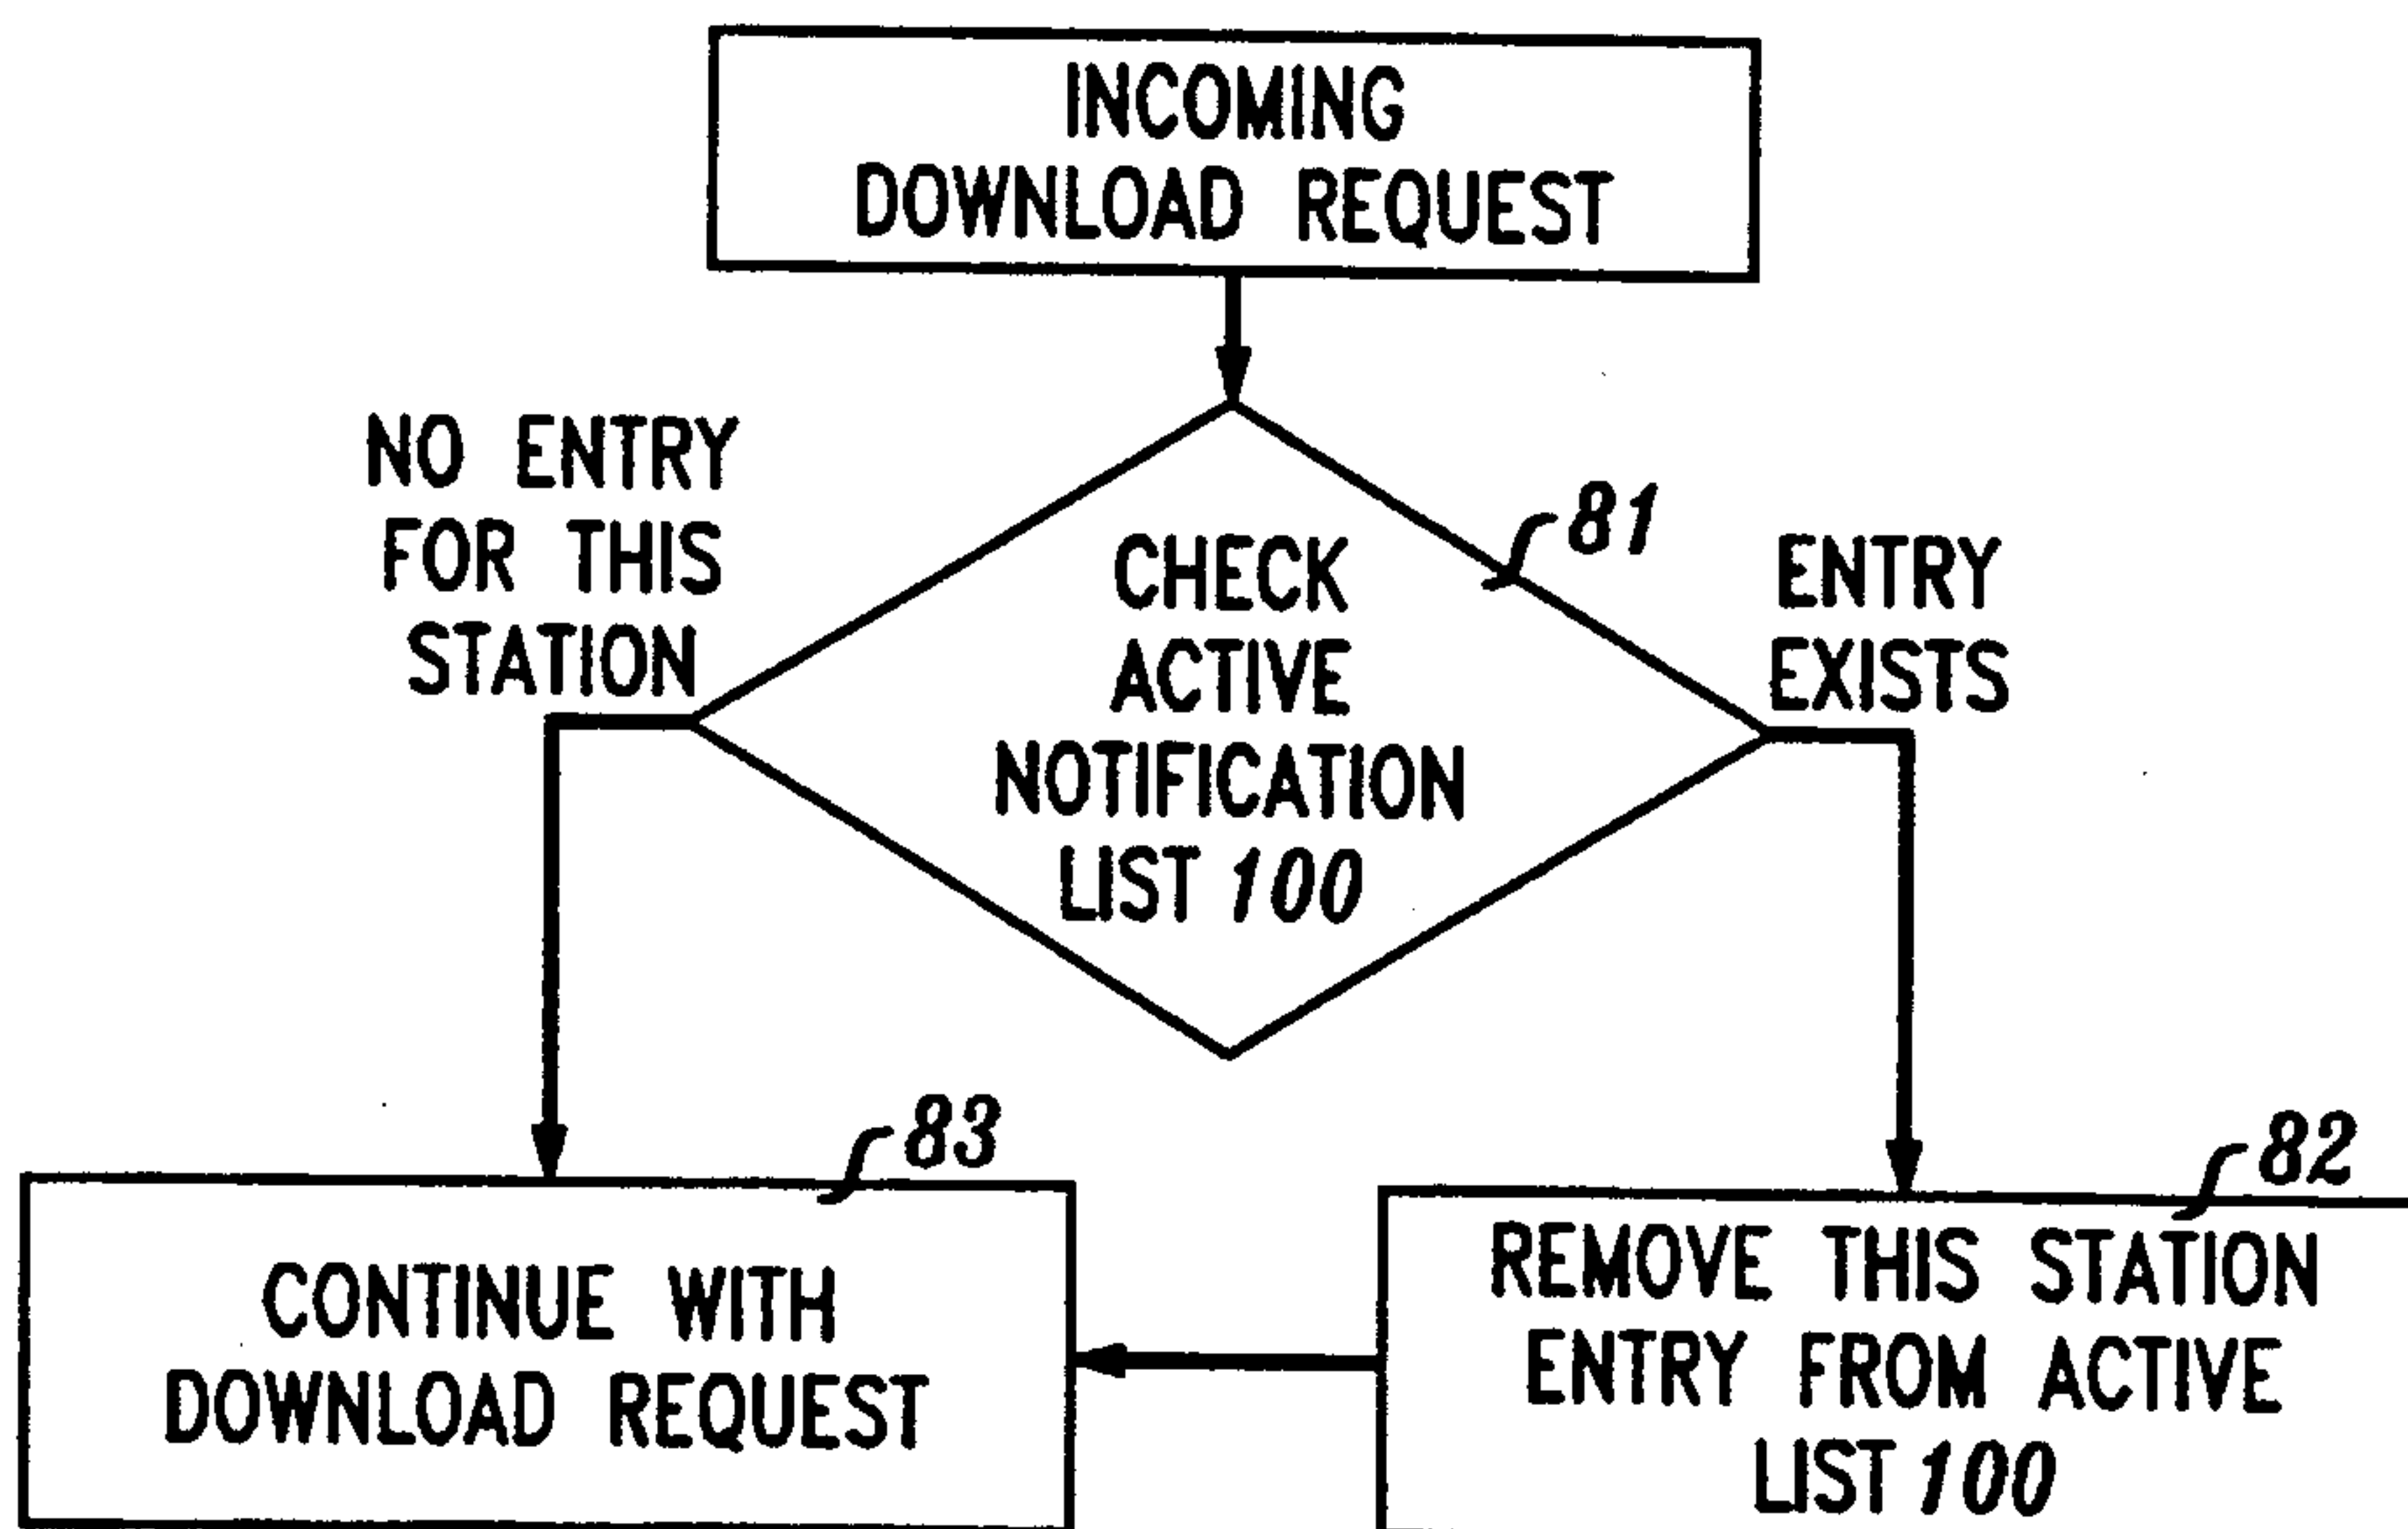 INCOMING
DOWNLOAD REQUEST
NO ENTRY
FOR THIS
STATION
CHECK
ACTIVE
NOTIFICATION
LIST 100
81
ENTRY
EXISTS
83
CONTINUE WITH
DOWNLOAD REQUEST
82
REMOVE THIS STATION
ENTRY FROM ACTIVE
LIST 100